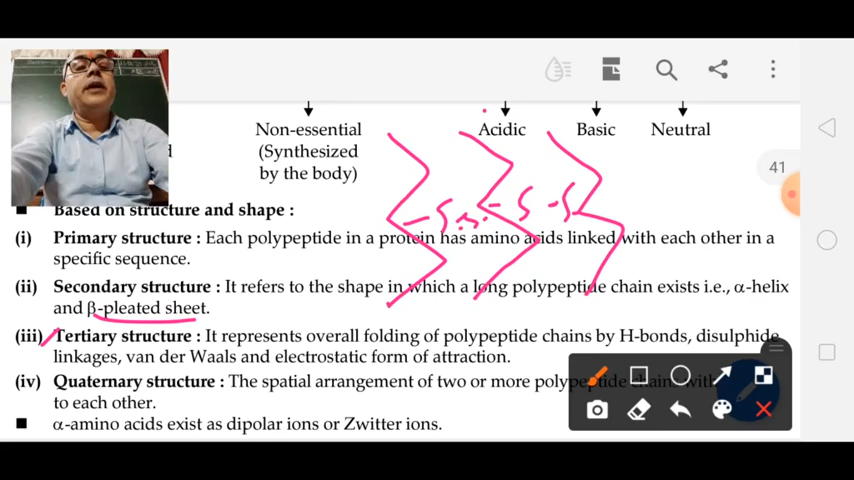 Non-essential Acidic Basic Neutral
(Synthesized
by the body)
41
Based on structure and shape :
(i) Primary structure : Each polypeptide in a protein has amino acids linked with each other in a
specific sequence.
(ii) Secondary structure : It refers to the shape in which a long polypeptide chain exists i.e., α-helix
and β-pleated sheet.
(iii) Tertiary structure : It represents overall folding of polypeptide chains by H-bonds, disulphide
linkages, van der Waals and electrostatic form of attraction.
(iv) Quaternary structure : The spatial arrangement of two or more polypeptide chains with
to each other.
α-amino acids exist as dipolar ions or Zwitter ions.